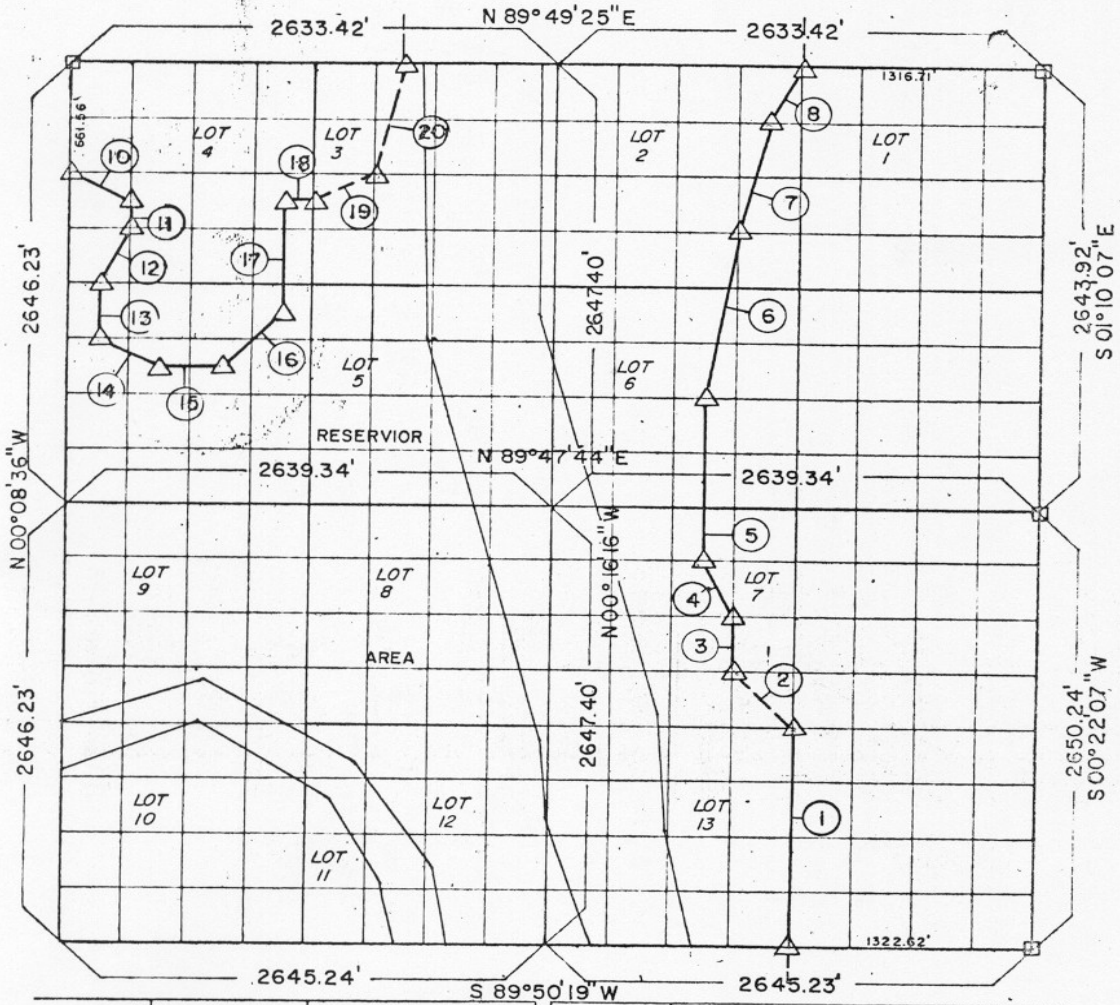 N 89°49'25"E
2633.42'
2633.42'
1316.71'
661.56'
LOT
4
LOT
3
LOT
2
LOT
1
20
8
10
18
19
11
7
12
17
13
6
16
14
15
2646.23'
2647.40'
2643.92'
S 01°10'07"E
LOT
5
LOT
6
RESERVIOR
N 00°08'36"W
2639.34'
N 89°47'44"E
2639.34'
N 00°16'16"W
5
LOT
9
LOT
8
LOT
7
4
3
AREA
2
2646.23'
2647.40'
2650.24'
S 00°22'07"W
LOT
10
LOT
12
LOT
13
1
LOT
11
1322.62'
2645.24'
S 89°50'19"W
2645.23'